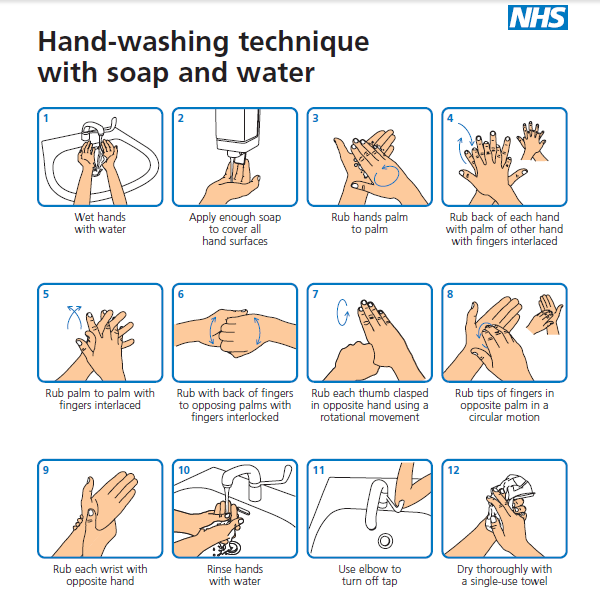 NHS
Hand-washing technique
with soap and water
1
Wet hands
with water
2
Apply enough soap
to cover all
hand surfaces
3
Rub hands palm
to palm
4
Rub back of each hand
with palm of other hand
with fingers interlaced
5
Rub palm to palm with
fingers interlaced
6
Rub with back of fingers
to opposing palms with
fingers interlocked
7
Rub each thumb clasped
in opposite hand using a
rotational movement
8
Rub tips of fingers in
opposite palm in a
circular motion
9
Rub each wrist with
opposite hand
10
Rinse hands
with water
11
Use elbow to
turn off tap
12
Dry thoroughly with
a single-use towel